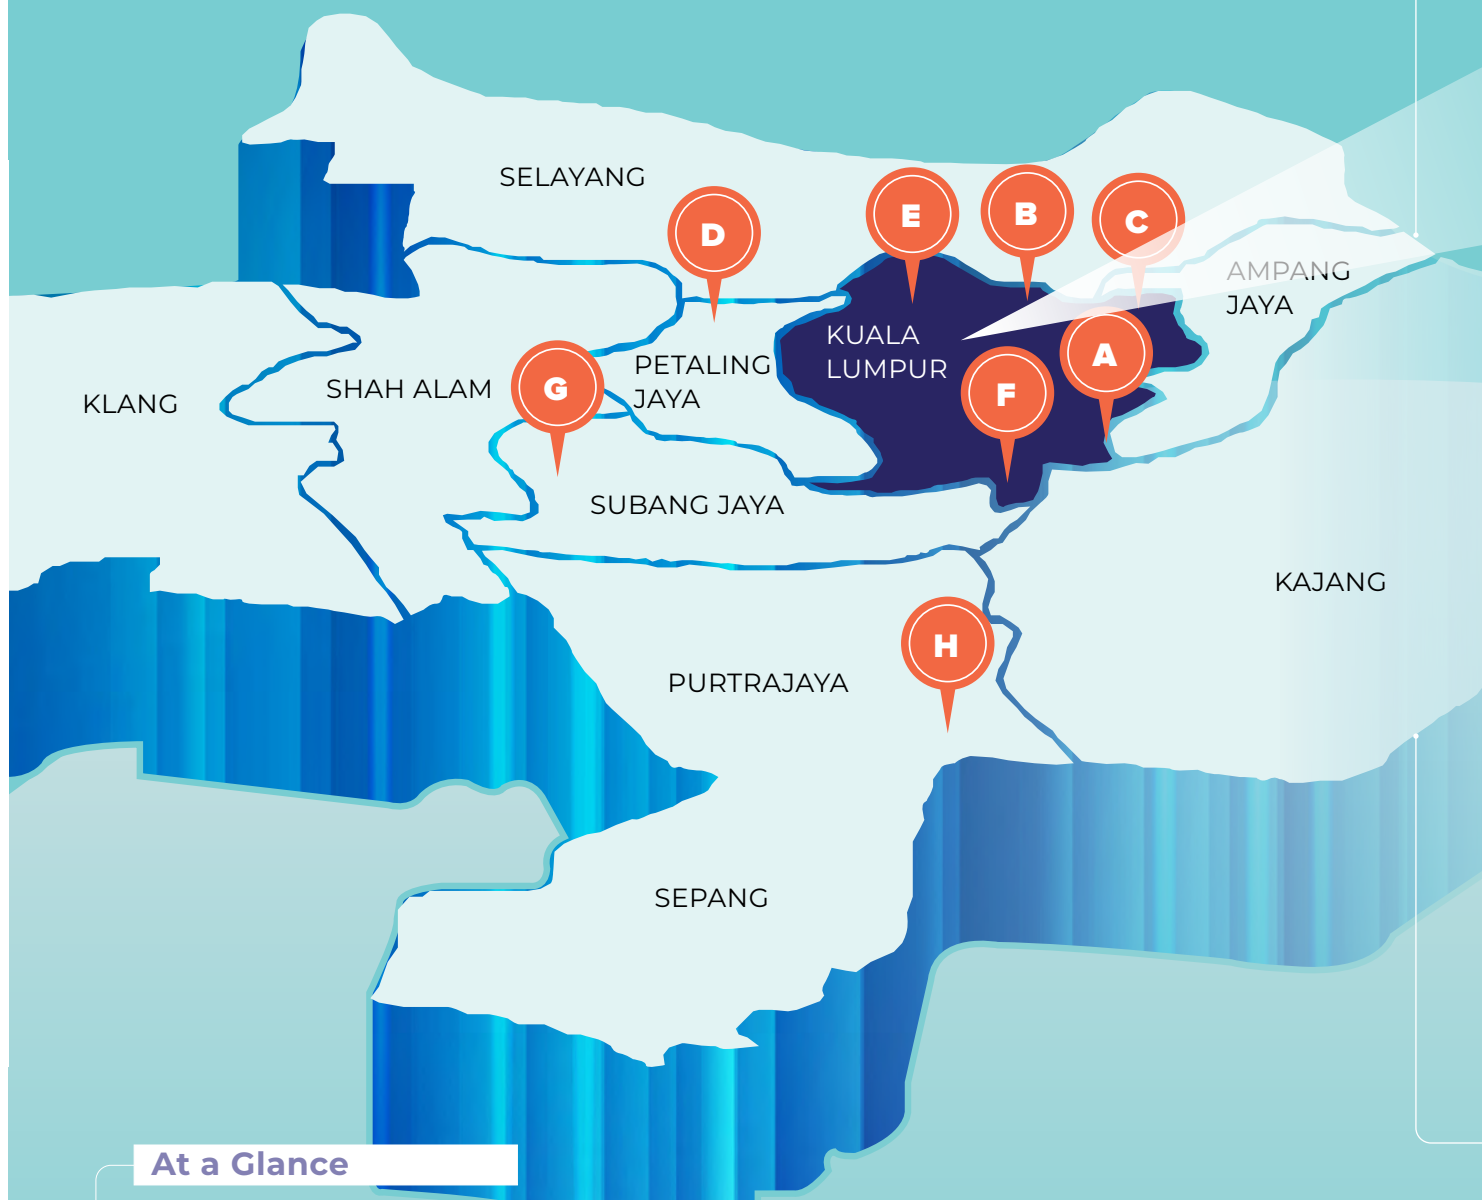 SELAYANG
D
E
B
C
AMPANG
JAYA
KUALA
LUMPUR
A
PETALING
JAYA
SHAH ALAM
G
F
KLANG
SUBANG JAYA
KAJANG
H
PURTRAJAYA
SEPANG
At a Glance